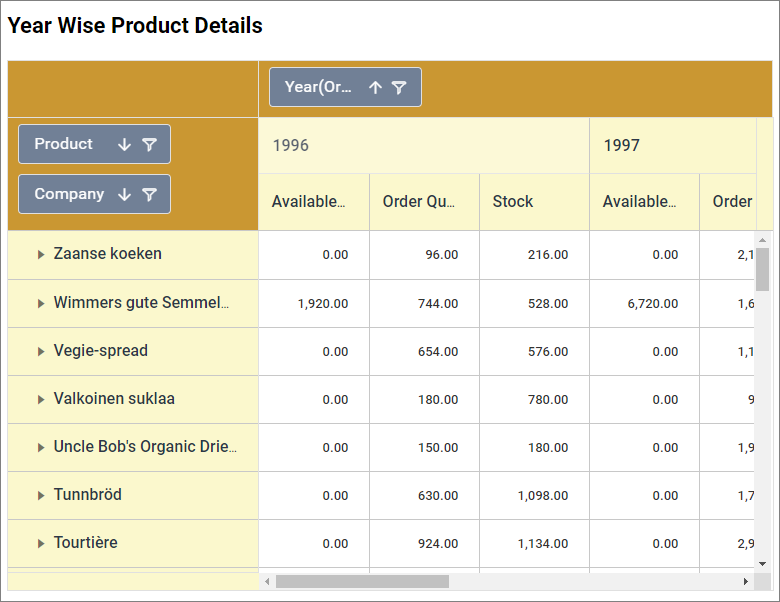 Year Wise Product Details
Year(Or...
Product
Company
1996 1997
Available... Order Qu... Stock Available... Order
Zaanse koeken 0.00 96.00 216.00 0.00 2,1
Wimmers gute Semmel... 1,920.00 744.00 528.00 6,720.00 1,6
Vegie-spread 0.00 654.00 576.00 0.00 1,1
Valkoinen suklaa 0.00 180.00 780.00 0.00 9
Uncle Bob's Organic Drie... 0.00 150.00 180.00 0.00 1,9
Tunnbröd 0.00 630.00 1,098.00 0.00 1,7
Tourtière 0.00 924.00 1,134.00 0.00 2,9